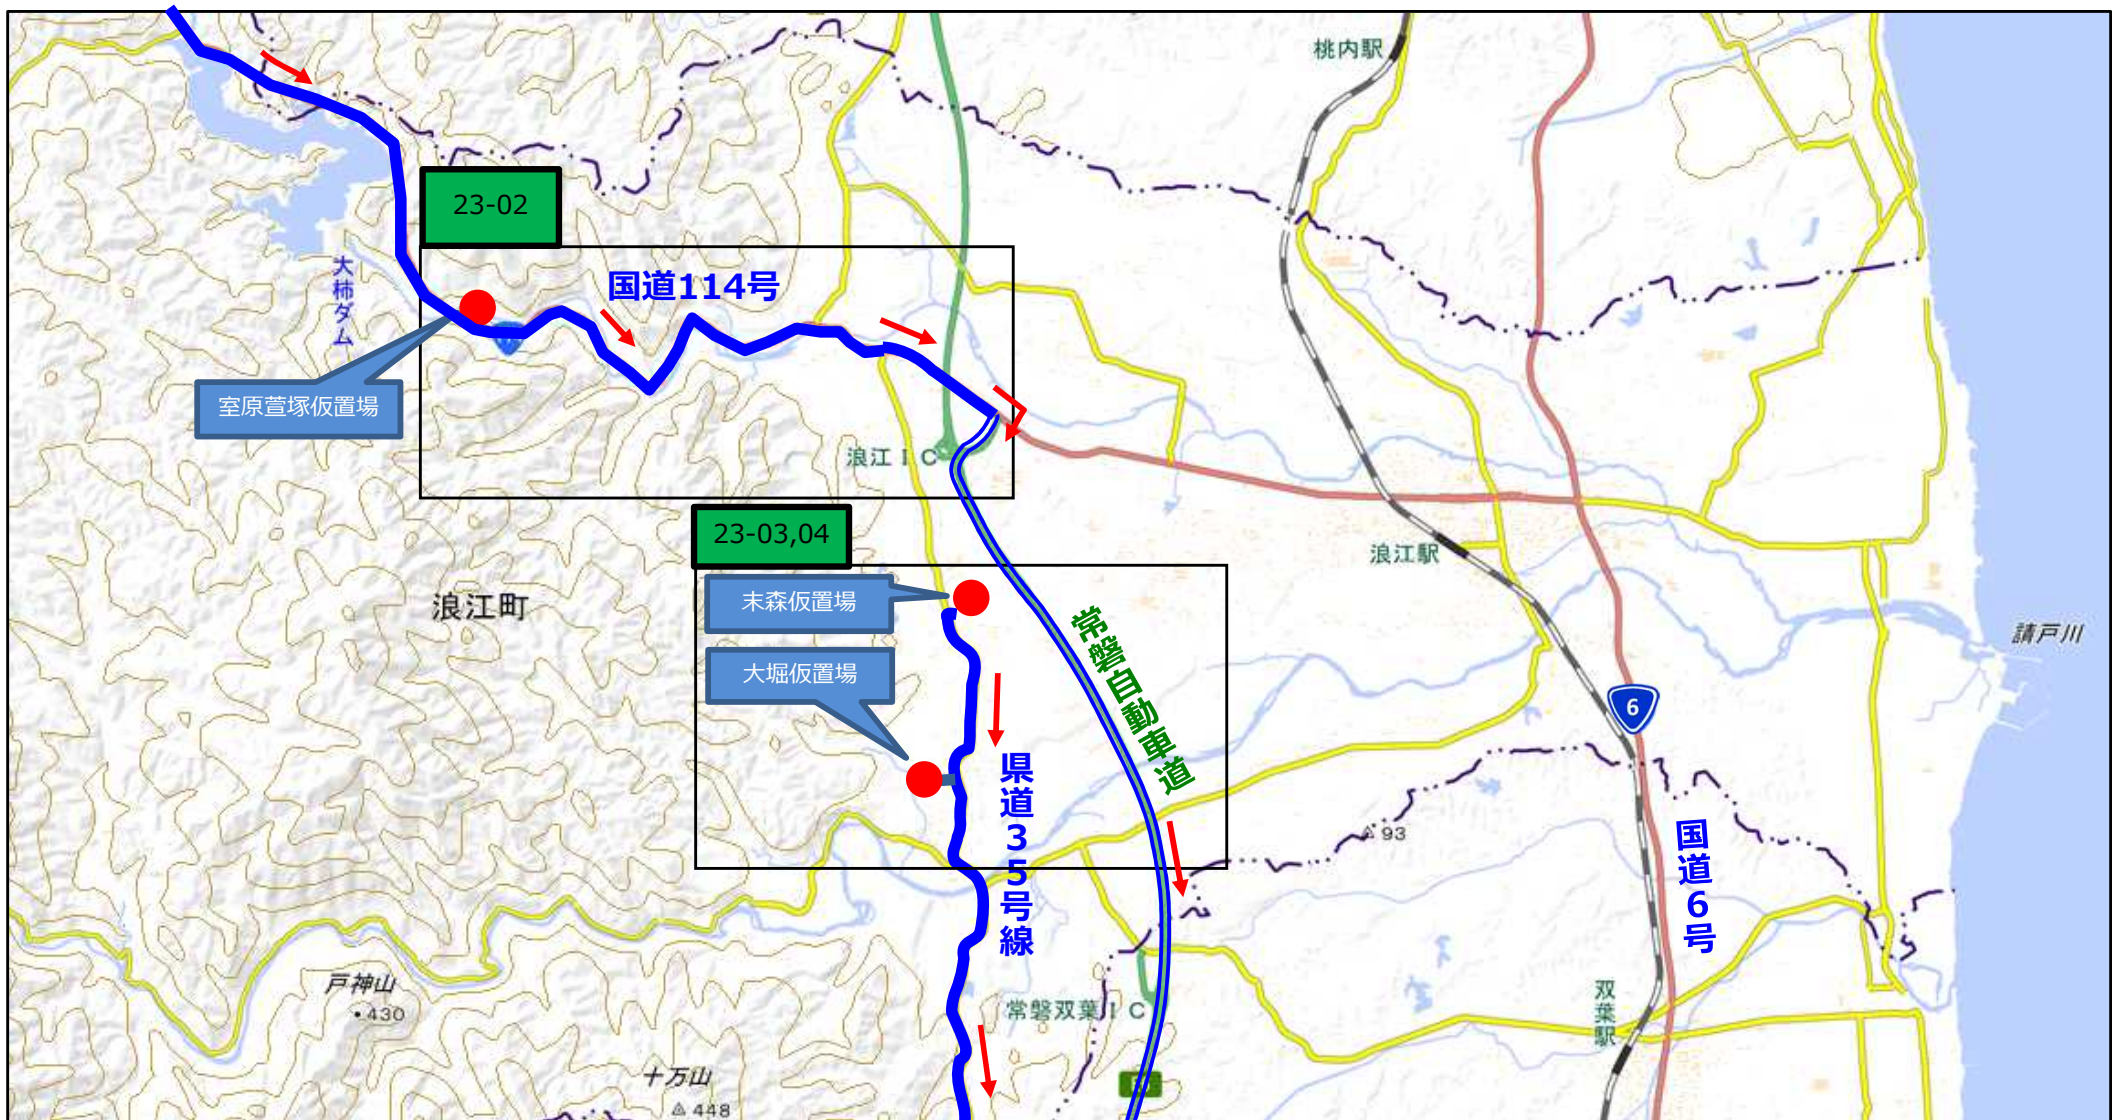 桃内駅
23-02
大柿ダム
国道114号
室原萱塚仮置場
浪江IC
23-03,04
浪江駅
末森仮置場
浪江町
常磐自動車道
請戸川
大堀仮置場
6
県道35号線
93
国道6号
戸神山
430
常磐双葉IC
双葉駅
十万山
448